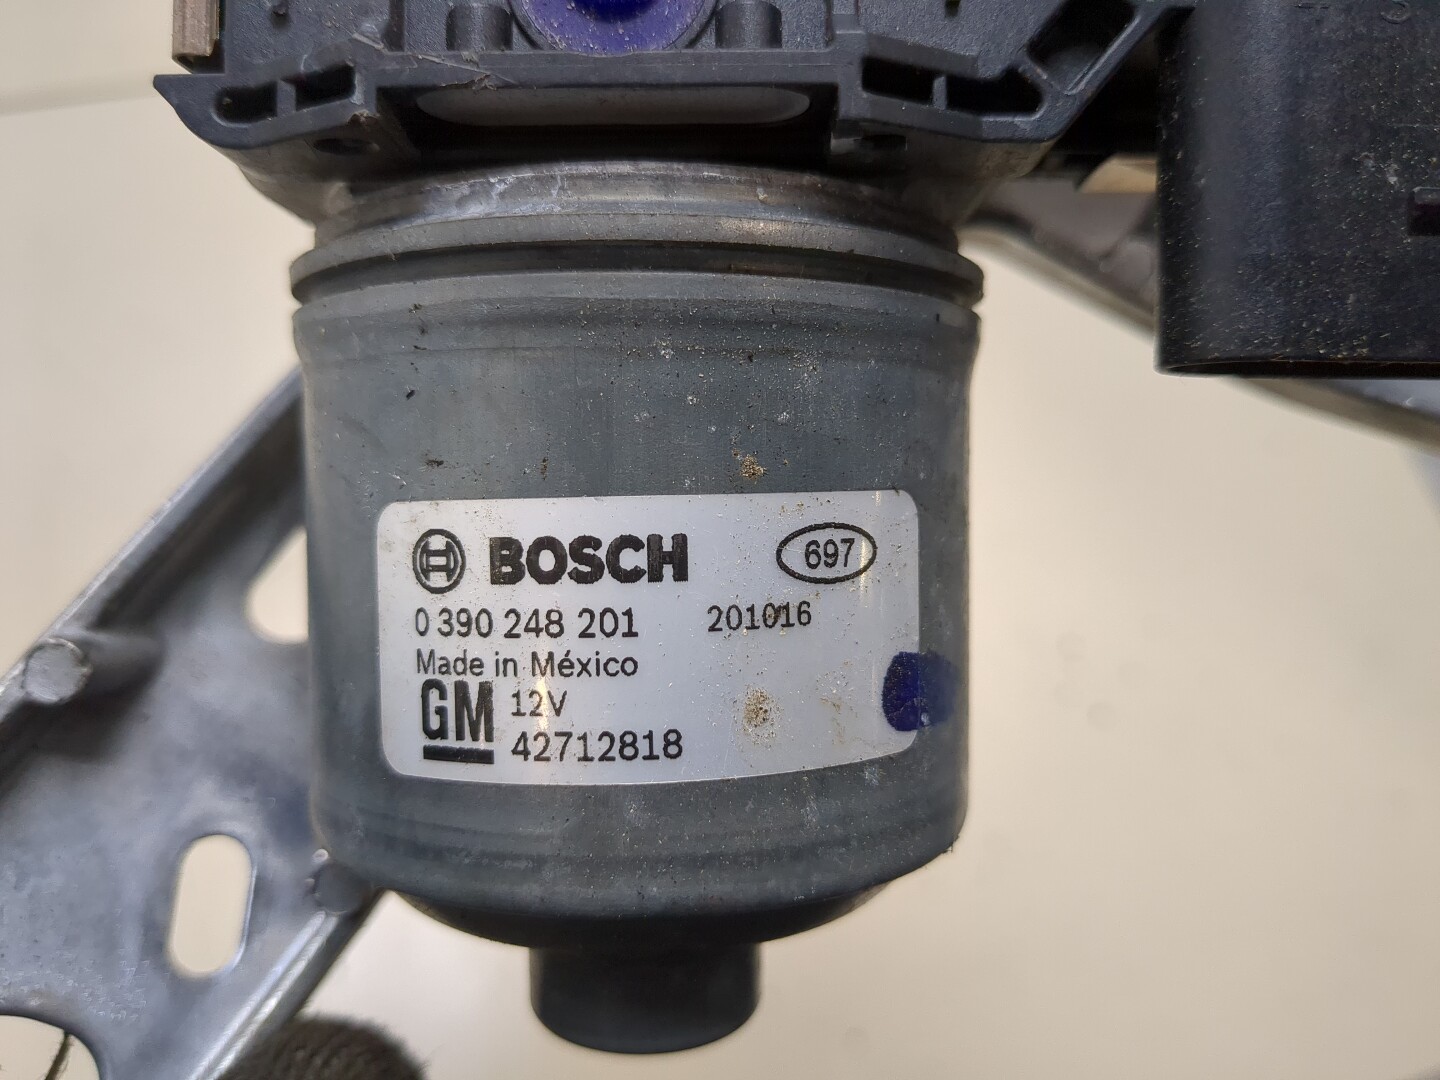 BOSCH 697
0 390 248 201 201016
Made in México
GM 12V
42712818